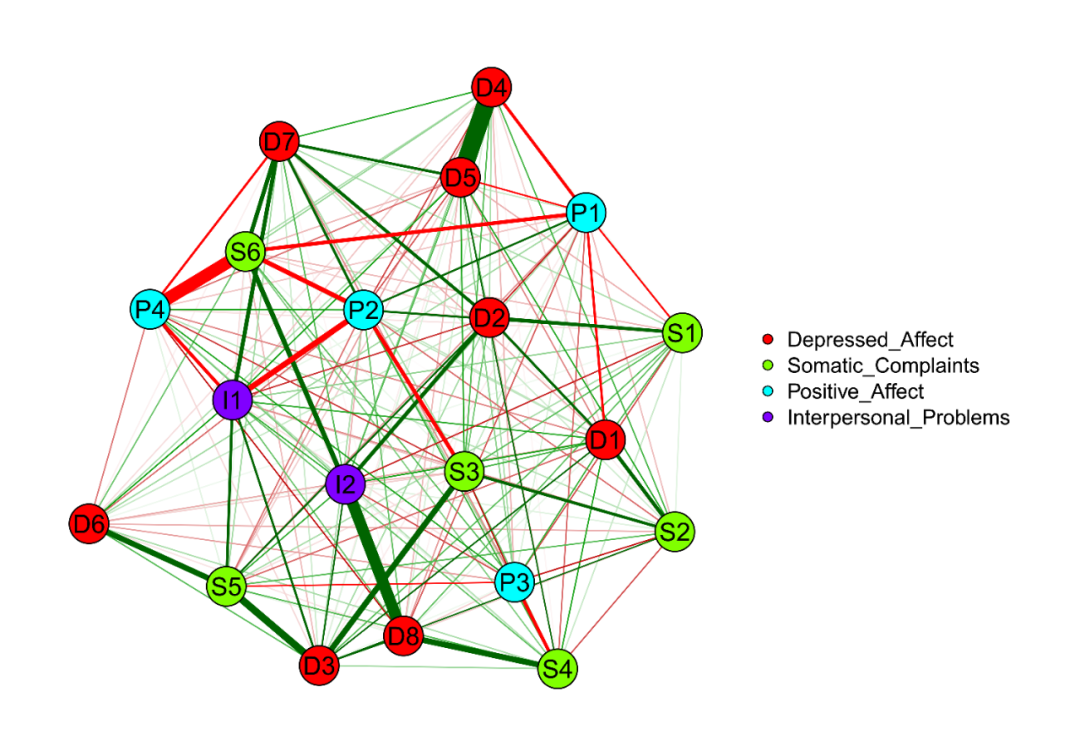 D4
D7
D5
P1
S6
P4
P2
D2
S1
I1
D1
S3
I2
D6
S2
P3
S5
D8
D3
S4
Depressed_Affect
Somatic_Complaints
Positive_Affect
Interpersonal_Problems